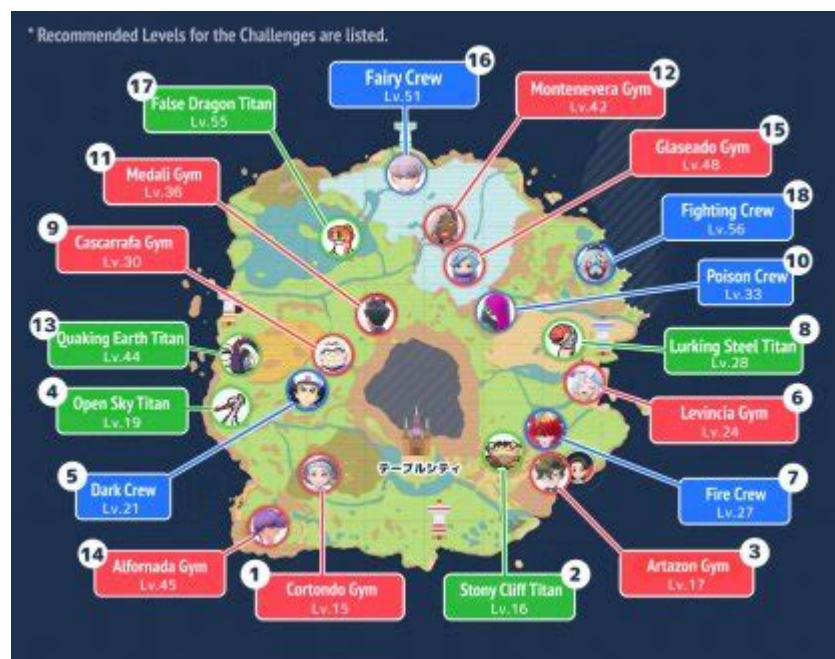 * Recommended Levels for the Challenges are listed.
16
Fairy Crew
Lv.51
12
Montenevera Gym
Lv.42
17
False Dragon Titan
Lv.55
15
Glaseado Gym
Lv.48
11
Medali Gym
Lv.36
18
Fighting Crew
Lv.56
9
Cascarrafa Gym
Lv.30
10
Poison Crew
Lv.33
13
Quaking Earth Titan
Lv.44
8
Lurking Steel Titan
Lv.28
4
Open Sky Titan
Lv.19
6
Levincia Gym
Lv.24
テーブルシティ
5
Dark Crew
Lv.21
7
Fire Crew
Lv.27
14
Alfornada Gym
Lv.45
1
Cortondo Gym
Lv.15
2
Stony Cliff Titan
Lv.16
3
Artazon Gym
Lv.17